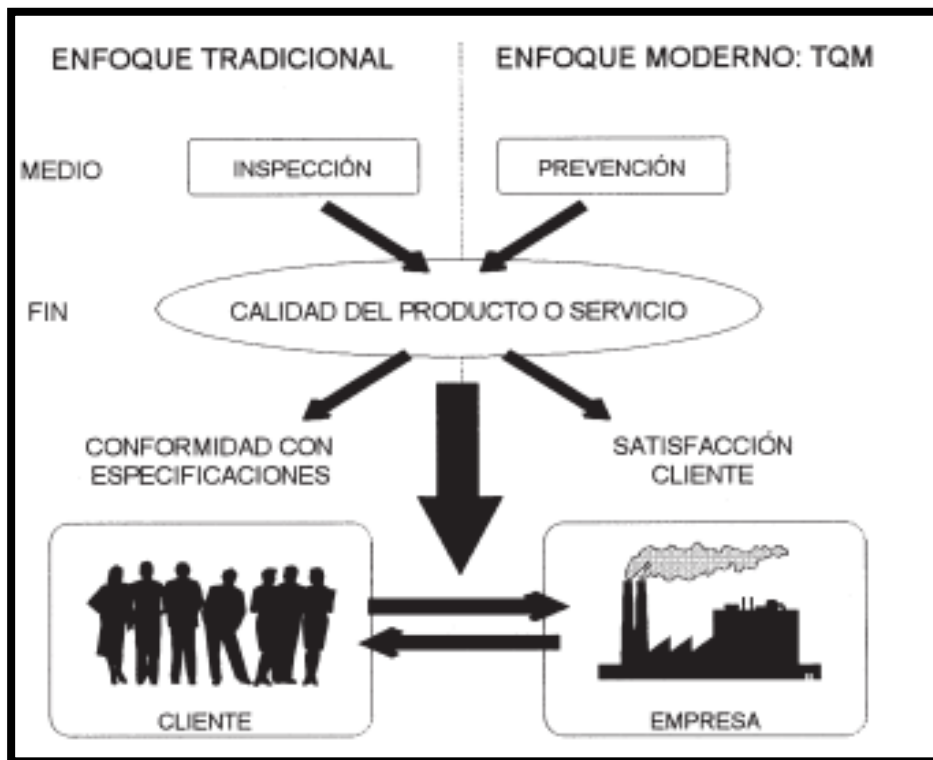 ENFOQUE TRADICIONAL
ENFOQUE MODERNO: TQM
MEDIO
INSPECCIÓN
PREVENCIÓN
FIN
CALIDAD DEL PRODUCTO O SERVICIO
CONFORMIDAD CON
ESPECIFICACIONES
SATISFACCIÓN
CLIENTE
CLIENTE
EMPRESA